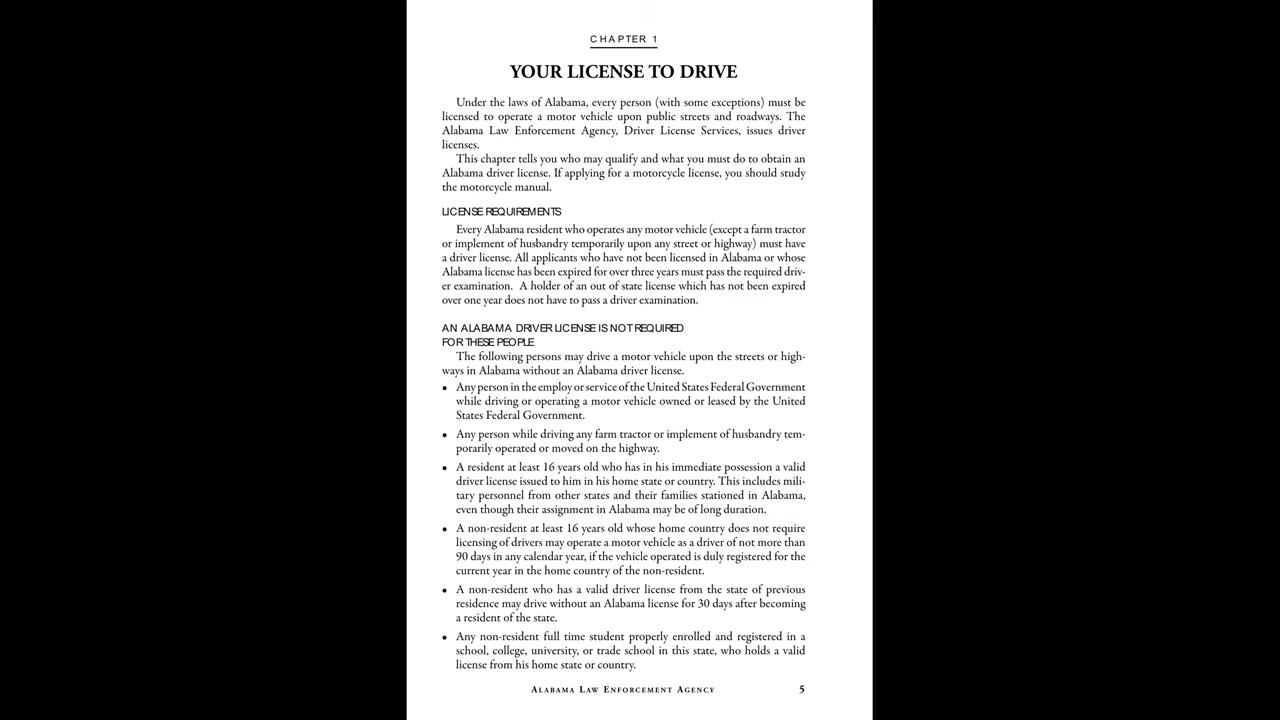 CHAPTER 1
YOUR LICENSE TO DRIVE
Under the laws of Alabama, every person (with some exceptions) must be
licensed to operate a motor vehicle upon public streets and roadways. The
Alabama Law Enforcement Agency, Driver License Services, issues driver
licenses.
This chapter tells you who may qualify and what you must do to obtain an
Alabama driver license. If applying for a motorcycle license, you should study
the motorcycle manual.
LICENSE REQUIREMENTS
Every Alabama resident who operates any motor vehicle (except a farm tractor
or implement of husbandry temporarily upon any street or highway) must have
a driver license. All applicants who have not been licensed in Alabama or whose
Alabama license has been expired for over three years must pass the required driv-
er examination. A holder of an out of state license which has not been expired
over one year does not have to pass a driver examination.
AN ALABAMA DRIVER LICENSE IS NOT REQUIRED
FOR THESE PEOPLE
The following persons may drive a motor vehicle upon the streets or high-
ways in Alabama without an Alabama driver license.
• Any person in the employ or service of the United States Federal Government
while driving or operating a motor vehicle owned or leased by the United
States Federal Government.
• Any person while driving any farm tractor or implement of husbandry tem-
porarily operated or moved on the highway.
• A resident at least 16 years old who has in his immediate possession a valid
driver license issued to him in his home state or country. This includes mili-
tary personnel from other states and their families stationed in Alabama,
even though their assignment in Alabama may be of long duration.
• A non-resident at least 16 years old whose home country does not require
licensing of drivers may operate a motor vehicle as a driver of not more than
90 days in any calendar year, if the vehicle operated is duly registered for the
current year in the home country of the non-resident.
• A non-resident who has a valid driver license from the state of previous
residence may drive without an Alabama license for 30 days after becoming
a resident of the state.
• Any non-resident full time student properly enrolled and registered in a
school, college, university, or trade school in this state, who holds a valid
license from his home state or country.
ALABAMA LAW ENFORCEMENT AGENCY 5